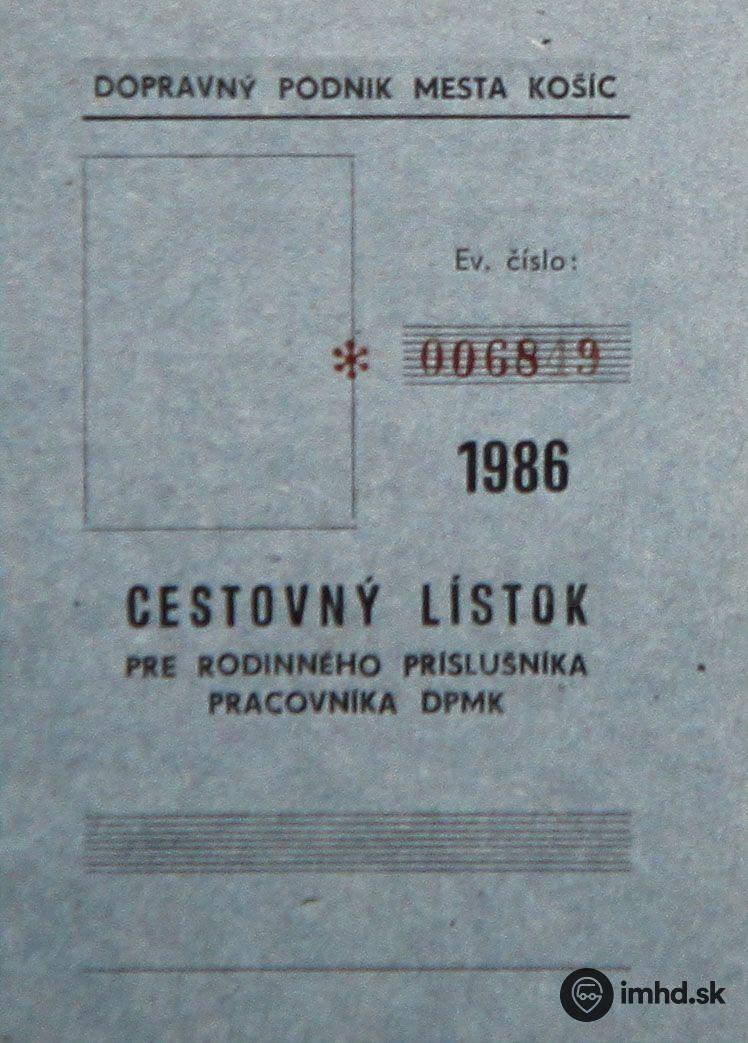 DOPRAVNÝ PODNIK MESTA KOŠÍC
Ev. číslo:
* 006849
1986
CESTOVNÝ LÍSTOK
PRE RODINNÉHO PRÍSLUŠNÍKA
PRACOVNÍKA DPMK
imhd.sk